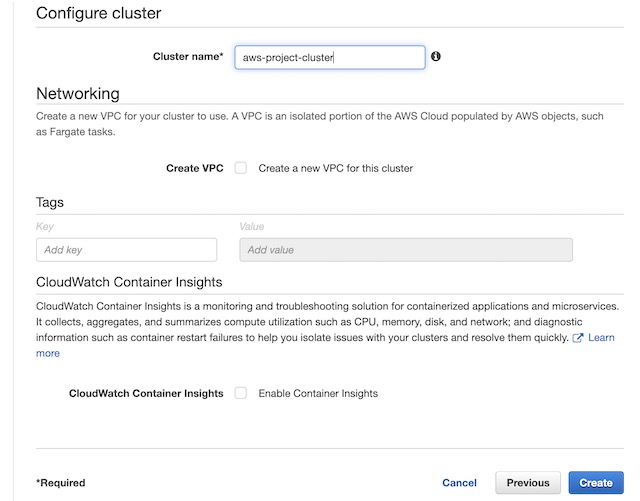 Configure cluster
Cluster name* aws-project-cluster
Networking
Create a new VPC for your cluster to use. A VPC is an isolated portion of the AWS Cloud populated by AWS objects, such
as Fargate tasks.
Create VPC Create a new VPC for this cluster
Tags
Key Value
Add key Add value
CloudWatch Container Insights
CloudWatch Container Insights is a monitoring and troubleshooting solution for containerized applications and microservices.
It collects, aggregates, and summarizes compute utilization such as CPU, memory, disk, and network; and diagnostic
information such as container restart failures to help you isolate issues with your clusters and resolve them quickly. Learn
more
CloudWatch Container Insights Enable Container Insights
*Required Cancel Previous Create